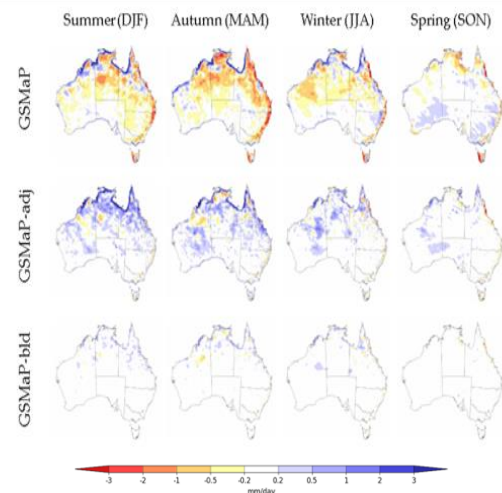 Summer (DJF) Autumn (MAM) Winter (JJA) Spring (SON)
GSMaP
GSMaP-adj
GSMaP-bld
-3 -2 -1 -0.5 -0.2 0.2 0.5 1 2 3
mm/day